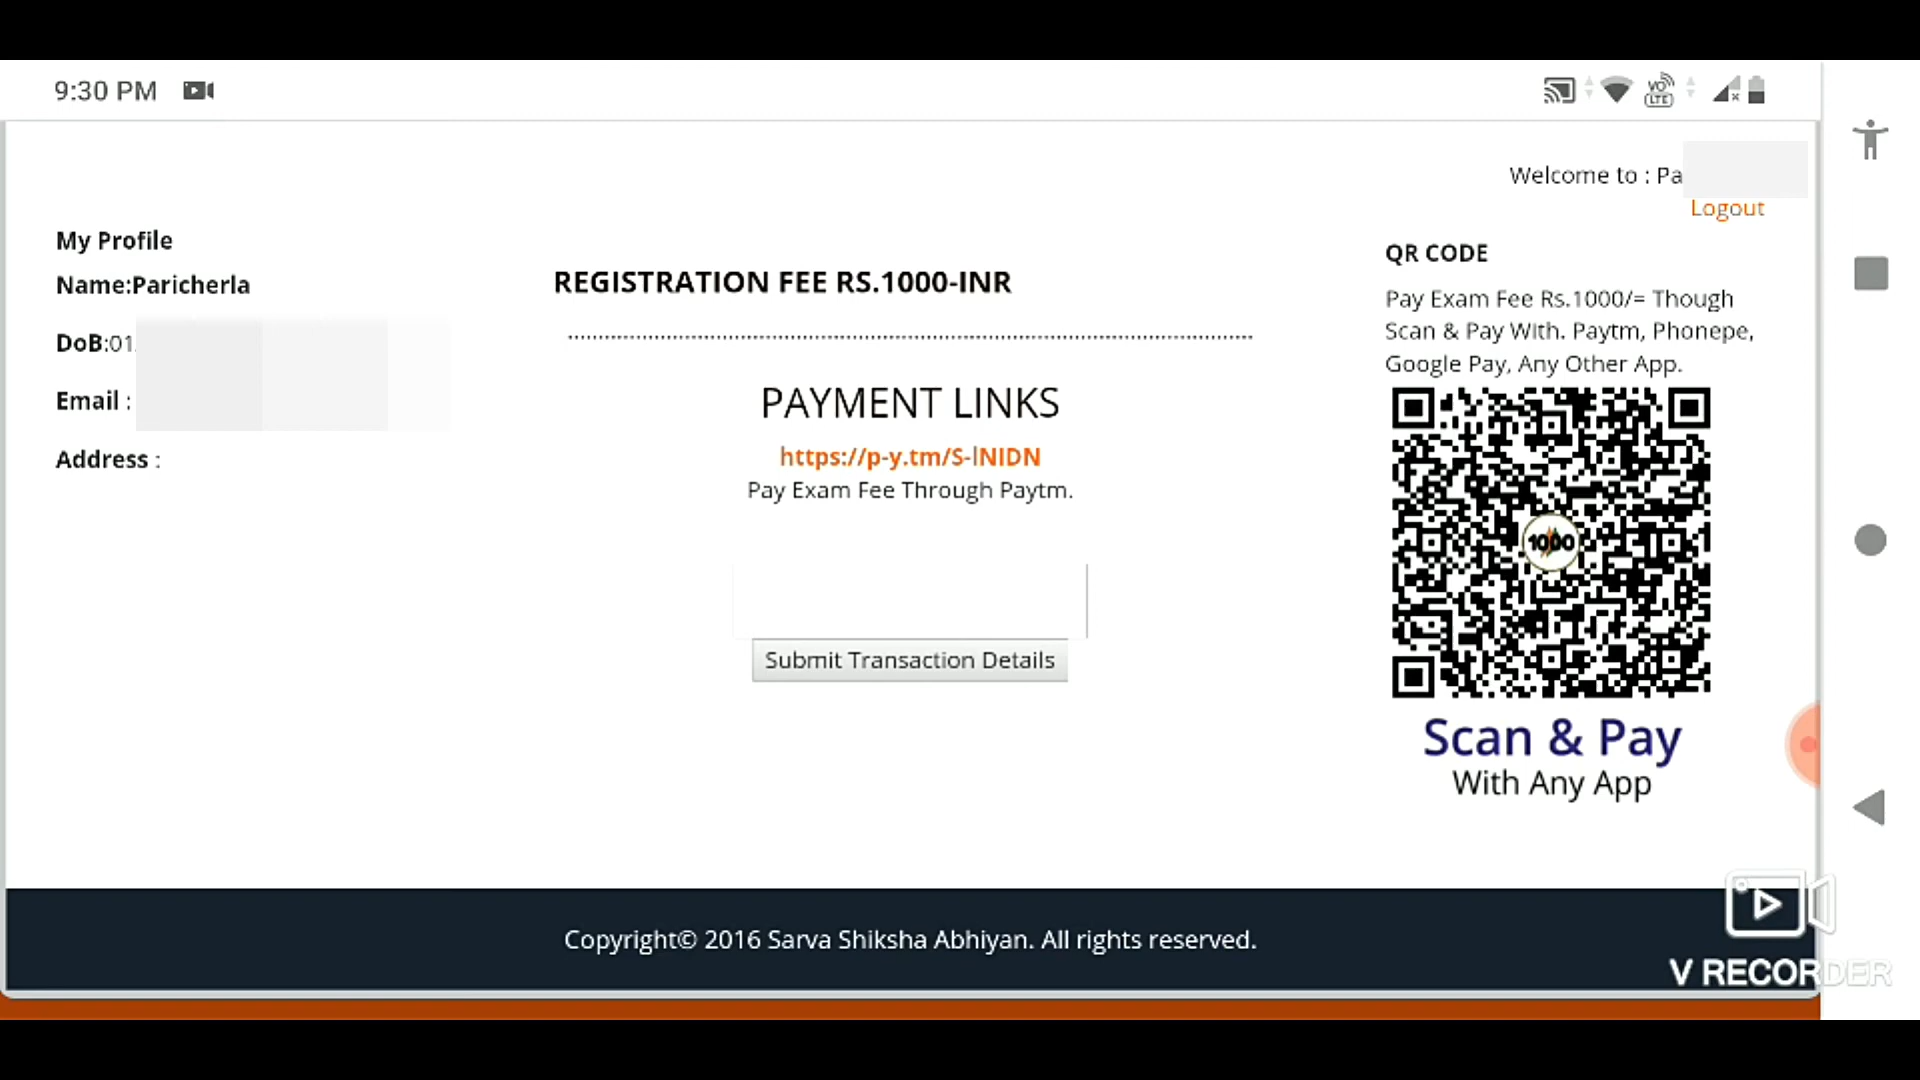 9:30 PM
VO
LTE
Welcome to : Pa
Logout
My Profile
Name:Paricherla
DoB:01
Email :
Address :
REGISTRATION FEE RS.1000-INR
PAYMENT LINKS
https://p-y.tm/S-lNIDN
Pay Exam Fee Through Paytm.
Submit Transaction Details
QR CODE
Pay Exam Fee Rs.1000/= Though
Scan & Pay With. Paytm, Phonepe,
Google Pay, Any Other App.
1000
Scan & Pay
With Any App
Copyright© 2016 Sarva Shiksha Abhiyan. All rights reserved.
V RECORDER